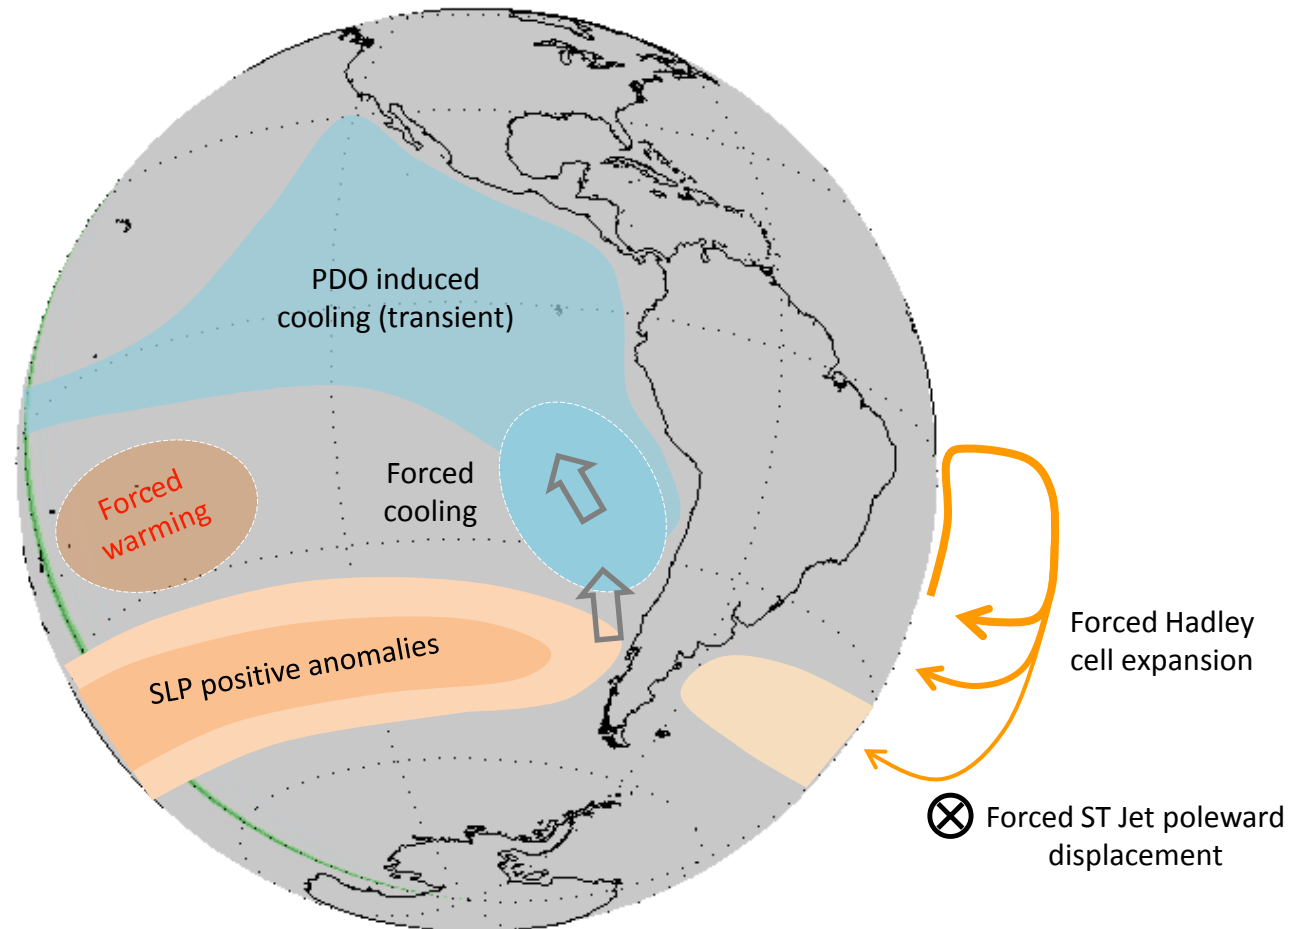 PDO induced
cooling (transient)
Forced
cooling
Forced
warming
SLP positive anomalies
Forced Hadley
cell expansion
Forced ST Jet poleward
displacement